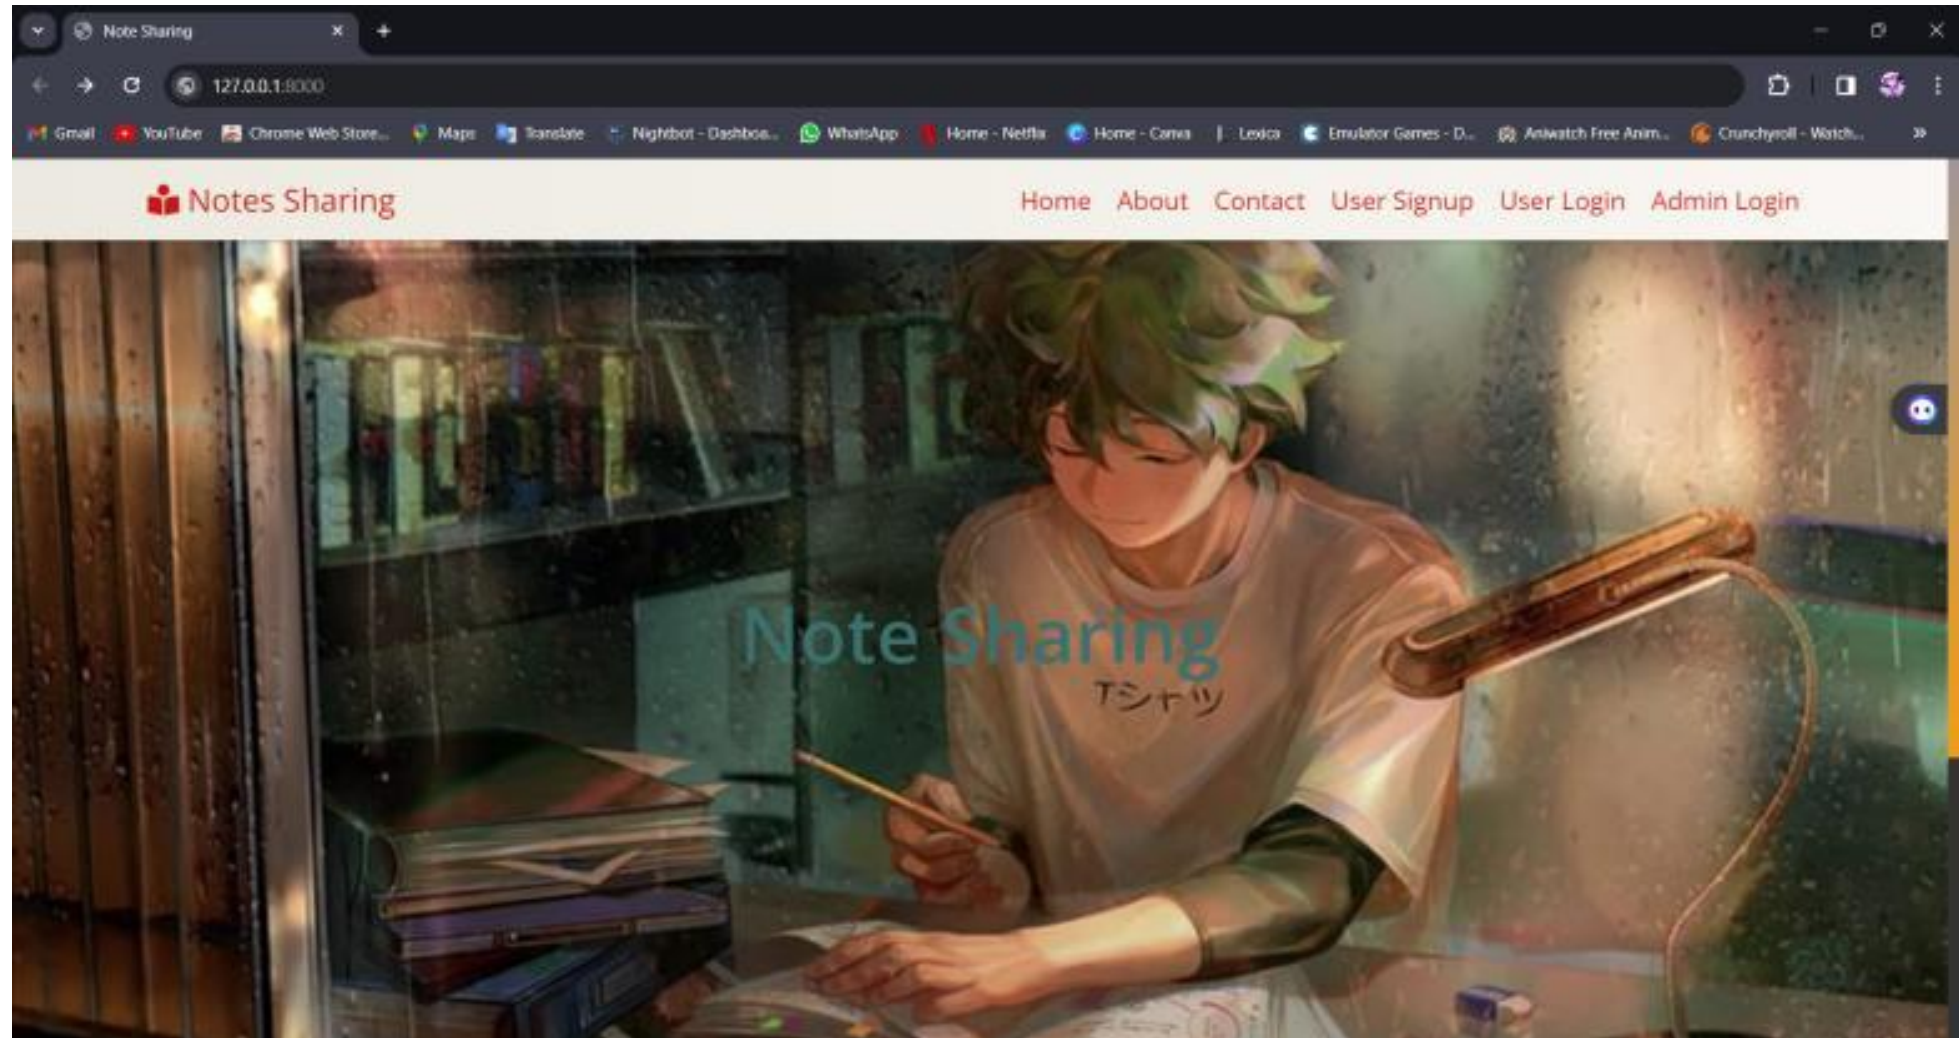 Note Sharing
127.0.0.1:8000
Gmail YouTube Chrome Web Store... Maps Translate Nightbot - Dashboa... WhatsApp Home - Netflix Home - Canva Lexica Emulator Games - D... Aniwatch Free Anim... Crunchyroll - Watch...
Notes Sharing Home About Contact User Signup User Login Admin Login
Note Sharing
Tシャツ